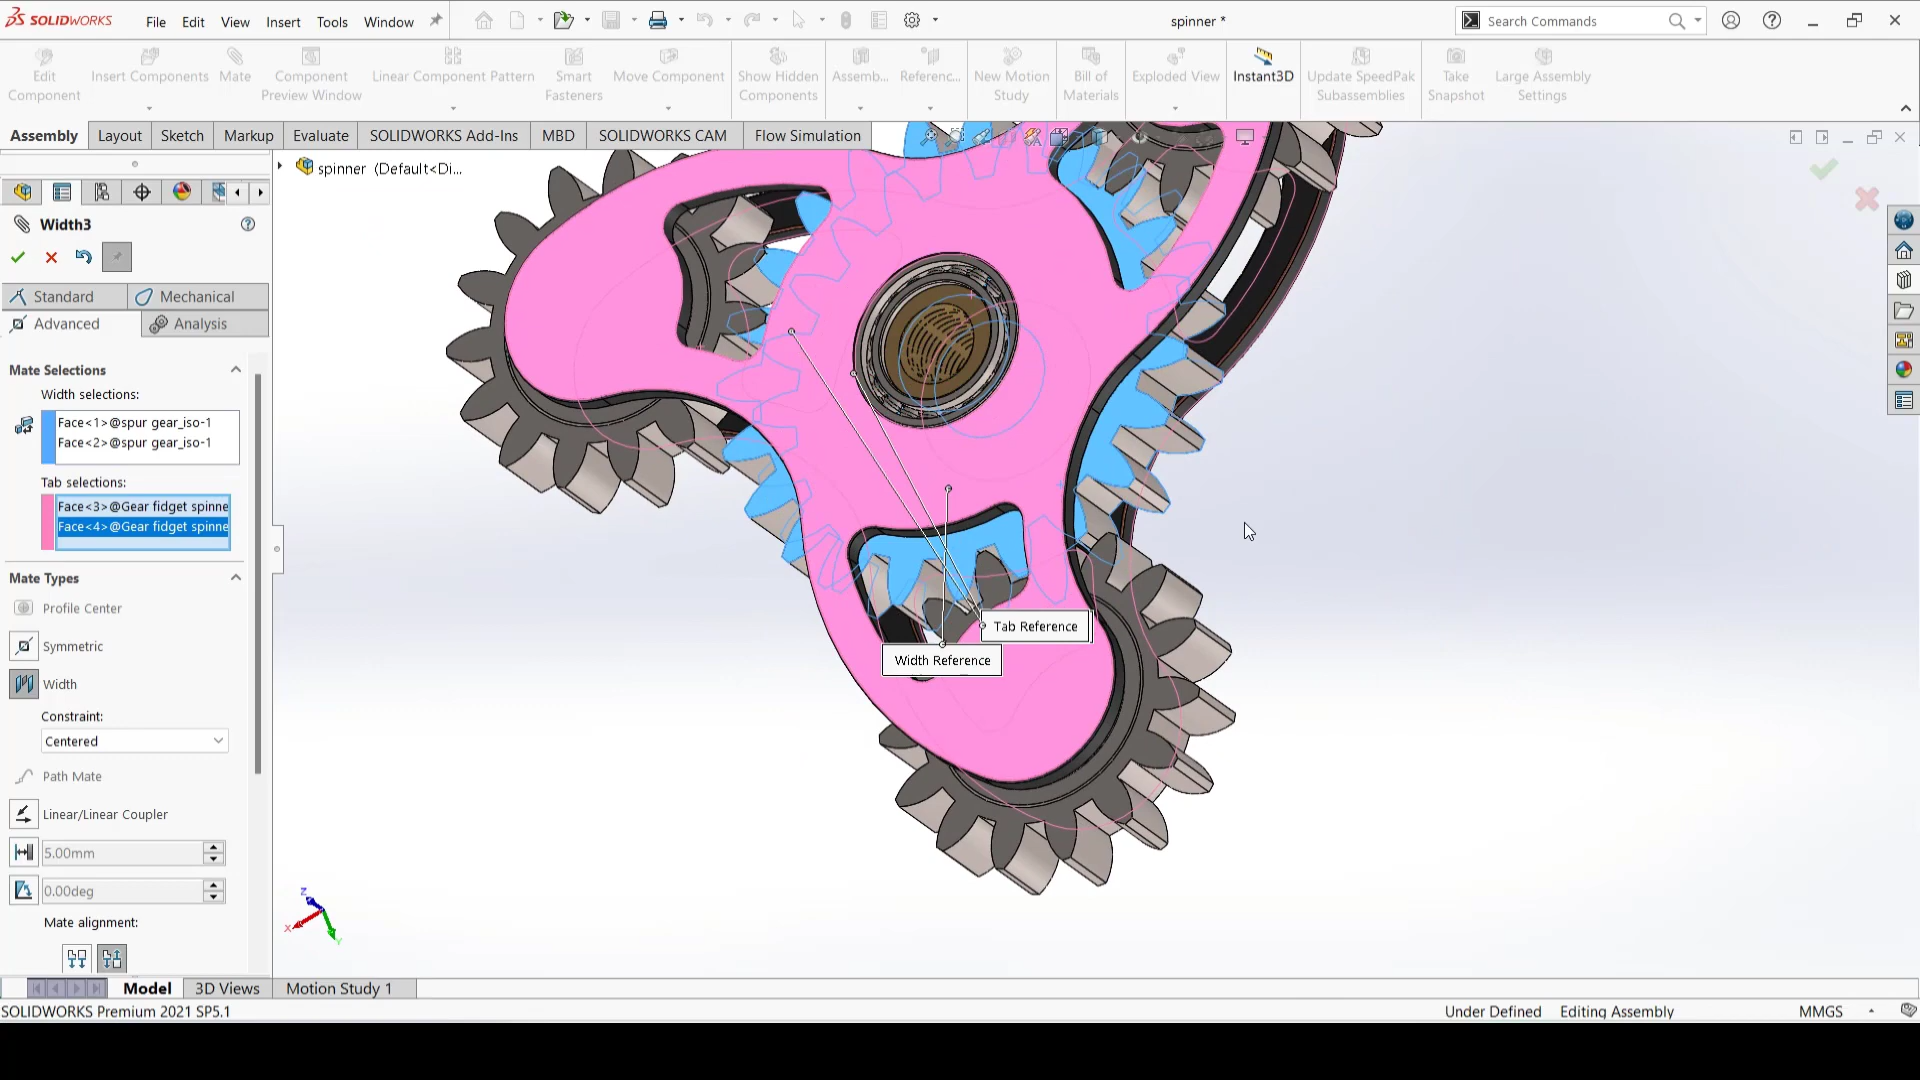 SOLIDWORKS File Edit View Insert Tools Window spinner * Search Commands
Edit Component
Insert Components
Mate
Component Preview Window
Linear Component Pattern
Smart Fasteners
Move Component
Show Hidden Components
Assemb...
Referenc...
New Motion Study
Bill of Materials
Exploded View
Instant3D
Update SpeedPak Subassemblies
Take Snapshot
Large Assembly Settings
Assembly Layout Sketch Markup Evaluate SOLIDWORKS Add-Ins MBD SOLIDWORKS CAM Flow Simulation
spinner (Default<Di...
Width3
Standard Mechanical
Advanced Analysis
Mate Selections
Width selections:
Face<1>@spur gear_iso-1
Face<2>@spur gear_iso-1
Tab selections:
Face<3>@Gear fidget spinne
Face<4>@Gear fidget spinne
Mate Types
Profile Center
Symmetric
Width
Constraint:
Centered
Path Mate
Linear/Linear Coupler
5.00mm
0.00deg
Mate alignment:
Tab Reference
Width Reference
Z
X
Y
Model 3D Views Motion Study 1
SOLIDWORKS Premium 2021 SP5.1 Under Defined Editing Assembly MMGS